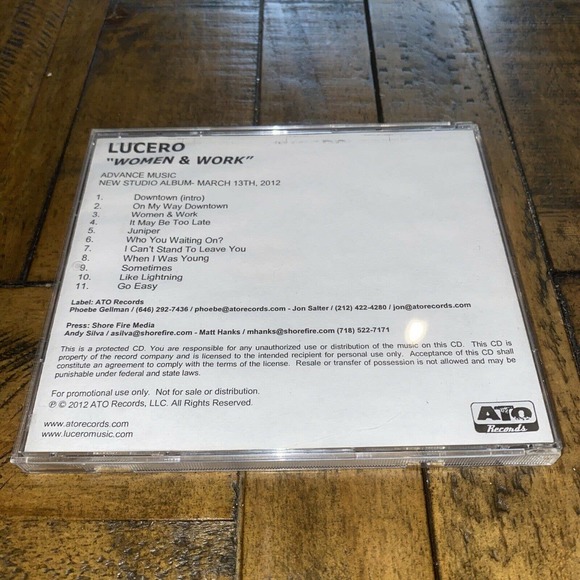 LUCERO
"WOMEN & WORK"
ADVANCE MUSIC
NEW STUDIO ALBUM- MARCH 13TH, 2012
1. Downtown (intro)
2. On My Way Downtown
3. Women & Work
4. It May Be Too Late
5. Juniper
6. Who You Waiting On?
7. I Can't Stand To Leave You
8. When I Was Young
9. Sometimes
10. Like Lightning
11. Go Easy
Label: ATO Records
Phoebe Gellman / (646) 292-7436 / phoebe@atorecords.com - Jon Salter / (212) 422-4280 / jon@atorecords.com
Press: Shore Fire Media
Andy Silva / asilva@shorefire.com - Matt Hanks / mhanks@shorefire.com (718) 522-7171
This is a protected CD. You are responsible for any unauthorized use or distribution of the music on this CD. This CD is
property of the record company and is licensed to the intended recipient for personal use only. Acceptance of this CD shall
constitute an agreement to comply with the terms of the license. Resale or transfer of possession is not allowed and may be
punishable under federal and state laws.
For promotional use only. Not for sale or distribution.
℗ © 2012 ATO Records, LLC. All Rights Reserved.
www.atorecords.com
www.luceromusic.com
ATO
Records